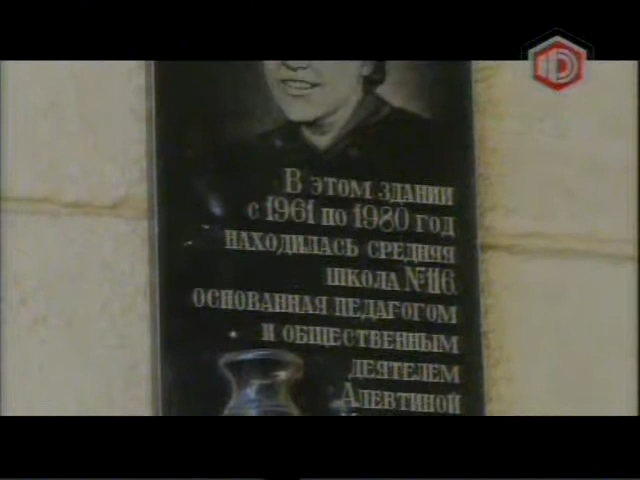 В ЭТОМ ЗДАНИИ
с 1961 по 1980 год
находилась средняя
школа №116.
основанная педагогом
и общественным
деятелем
Алевтиной